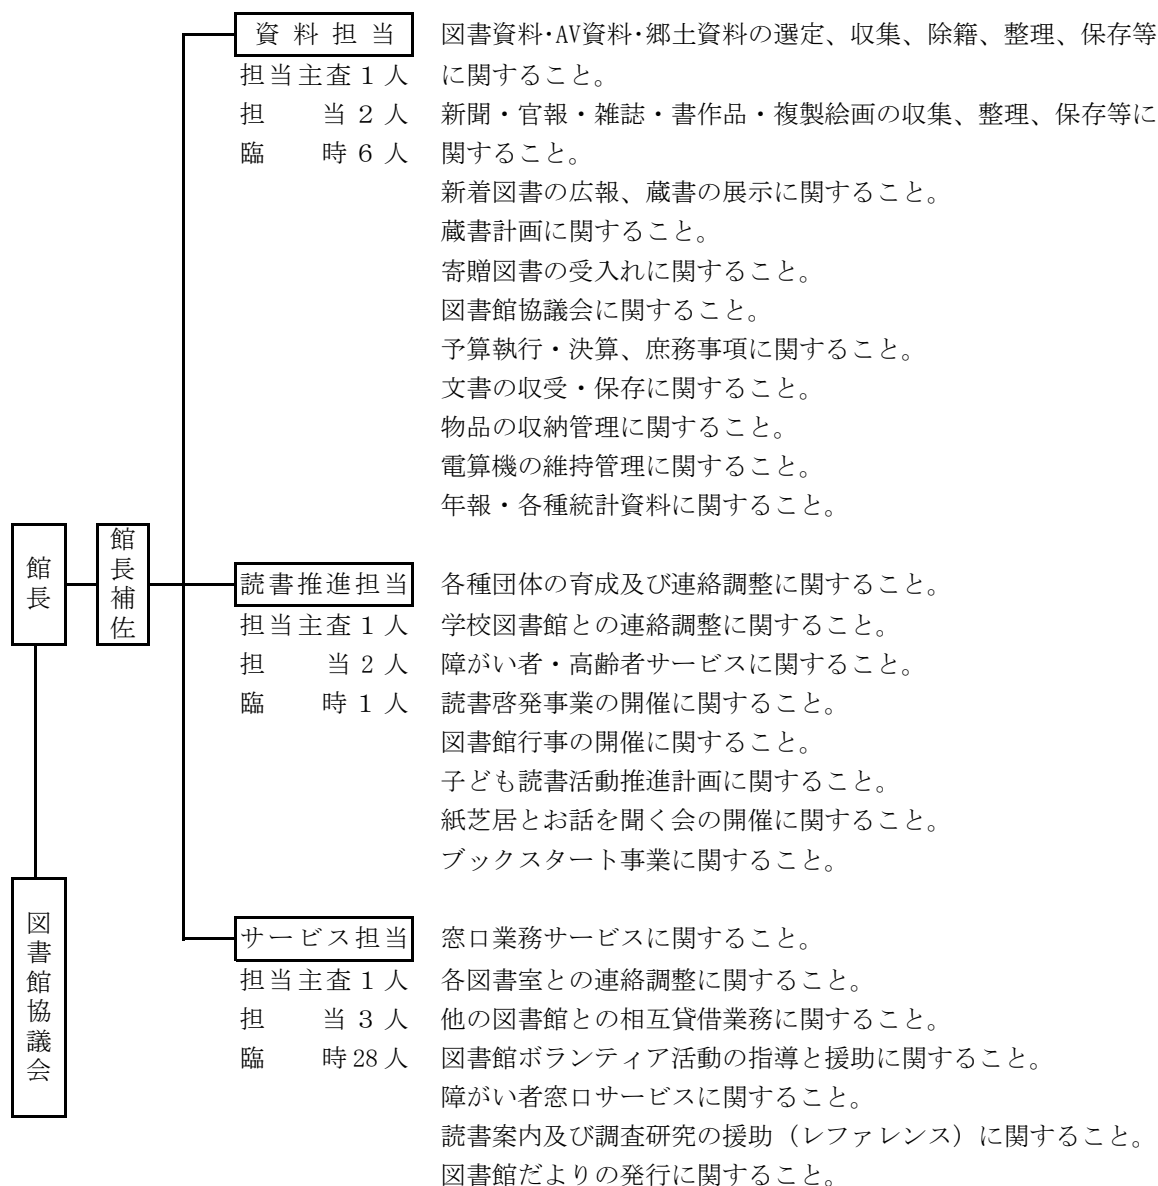 資料担当 図書資料・AV資料・郷土資料の選定、収集、除籍、整理、保存等
担当主査1人 に関すること。
担当2人 新聞・官報・雑誌・書作品・複製絵画の収集、整理、保存等に
臨時6人 関すること。
新着図書の広報、蔵書の展示に関すること。
蔵書計画に関すること。
寄贈図書の受入れに関すること。
図書館協議会に関すること。
予算執行・決算、庶務事項に関すること。
文書の収受・保存に関すること。
物品の収納管理に関すること。
電算機の維持管理に関すること。
年報・各種統計資料に関すること。
館長
館長補佐
読書推進担当 各種団体の育成及び連絡調整に関すること。
担当主査1人 学校図書館との連絡調整に関すること。
担当2人 障がい者・高齢者サービスに関すること。
臨時1人 読書啓発事業の開催に関すること。
図書館行事の開催に関すること。
子ども読書活動推進計画に関すること。
紙芝居とお話を聞く会の開催に関すること。
ブックスタート事業に関すること。
図書館協議会
サービス担当 窓口業務サービスに関すること。
担当主査1人 各図書室との連絡調整に関すること。
担当3人 他の図書館との相互貸借業務に関すること。
臨時28人 図書館ボランティア活動の指導と援助に関すること。
障がい者窓口サービスに関すること。
読書案内及び調査研究の援助（レファレンス）に関すること。
図書館だよりの発行に関すること。